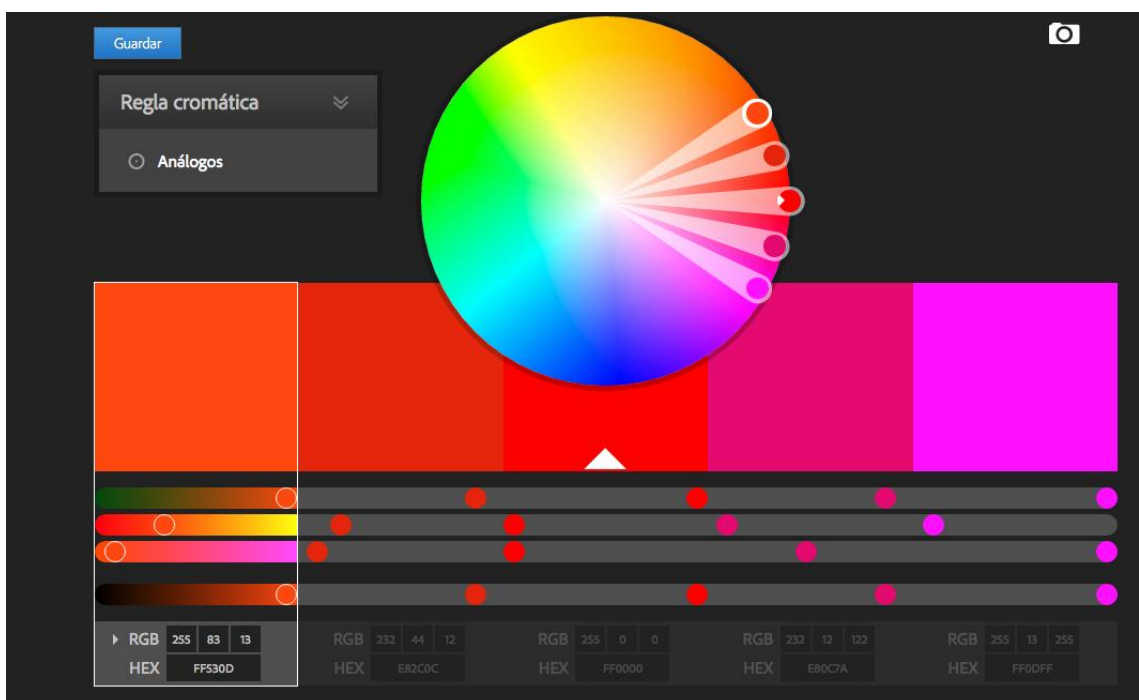 Guardar
Regla cromática
Análogos
RGB 255 83 13
HEX FF530D
RGB 232 44 12
HEX E82C0C
RGB 255 0 0
HEX FF0000
RGB 232 12 122
HEX E80C7A
RGB 255 13 255
HEX FF0DFF